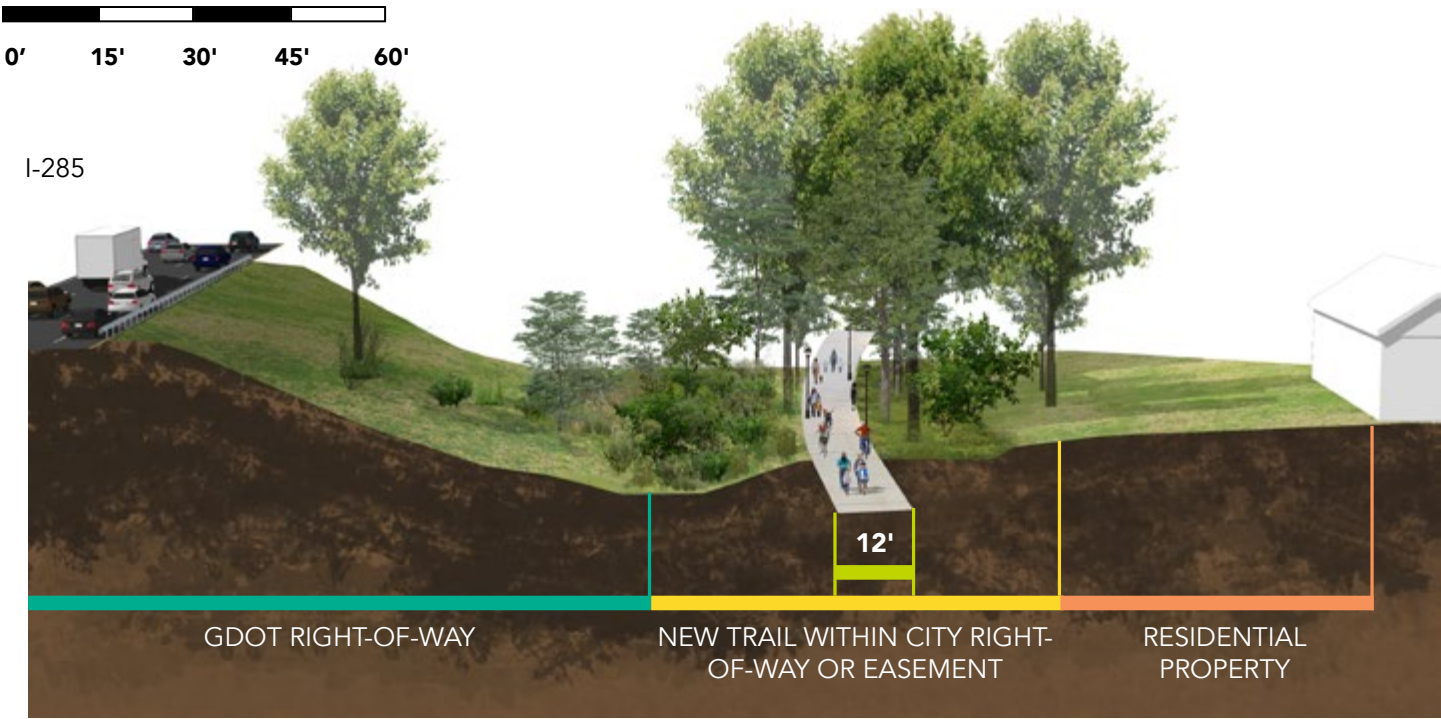 0' 15' 30' 45' 60'
I-285
12'
GDOT RIGHT-OF-WAY
NEW TRAIL WITHIN CITY RIGHT-
OF-WAY OR EASEMENT
RESIDENTIAL
PROPERTY